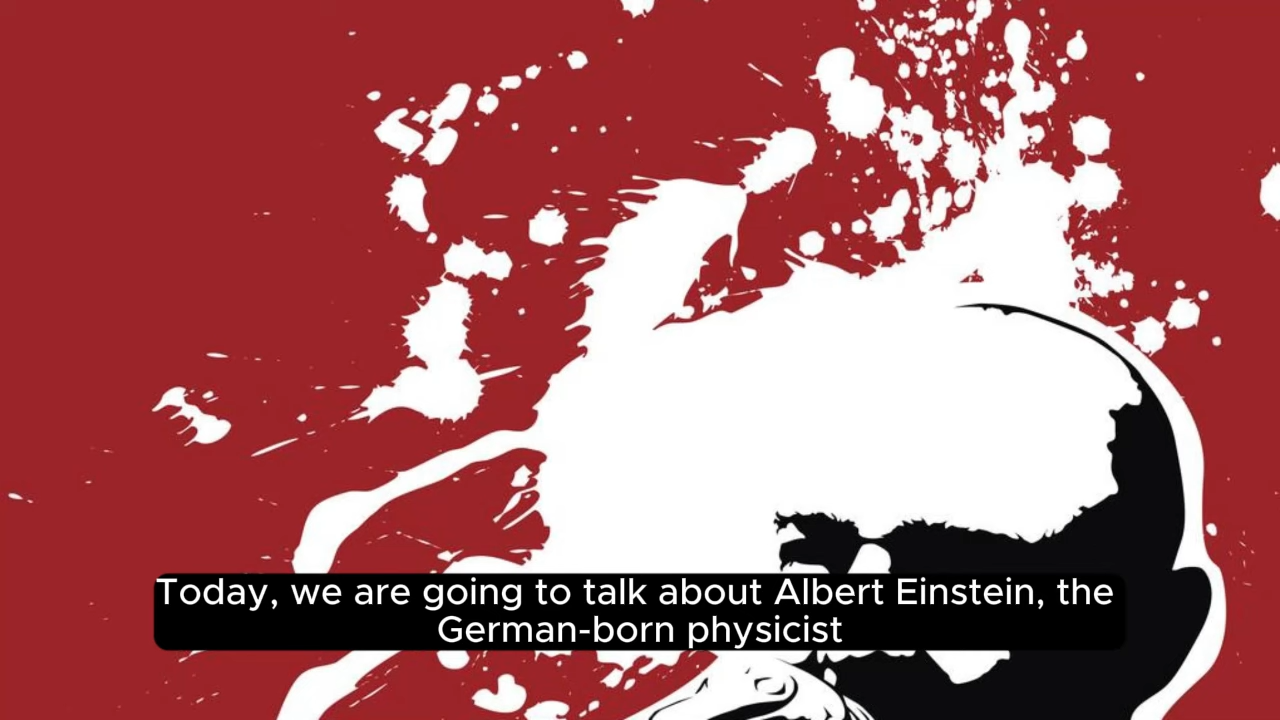 Today, we are going to talk about Albert Einstein, the
German-born physicist